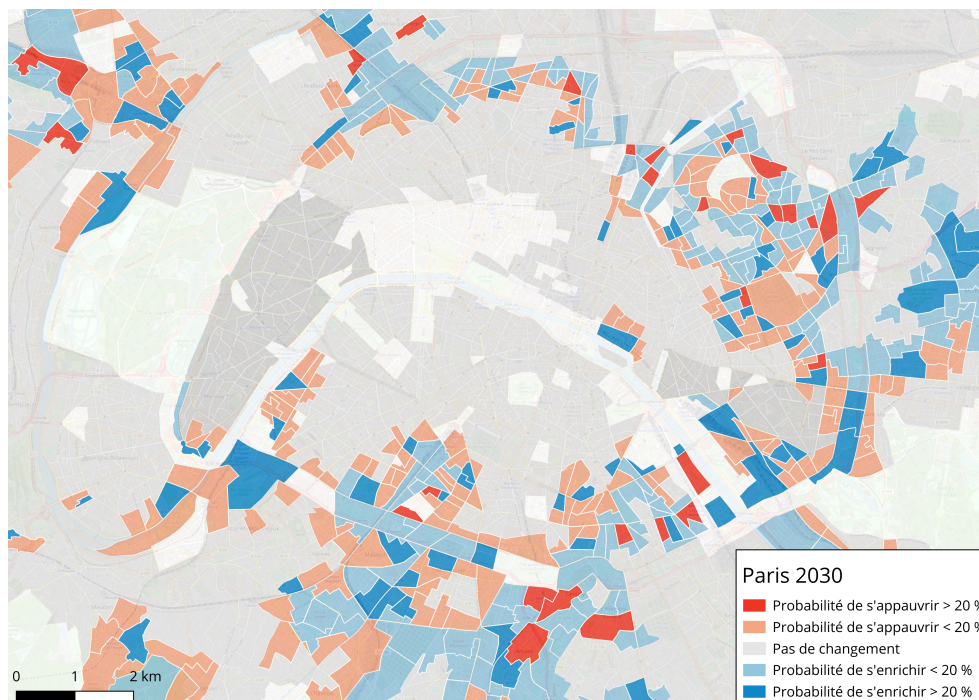 Paris 2030
Probabilité de s'appauvrir > 20 %
Probabilité de s'appauvrir < 20 %
Pas de changement
Probabilité de s'enrichir < 20 %
Probabilité de s'enrichir > 20 %
0 1 2 km